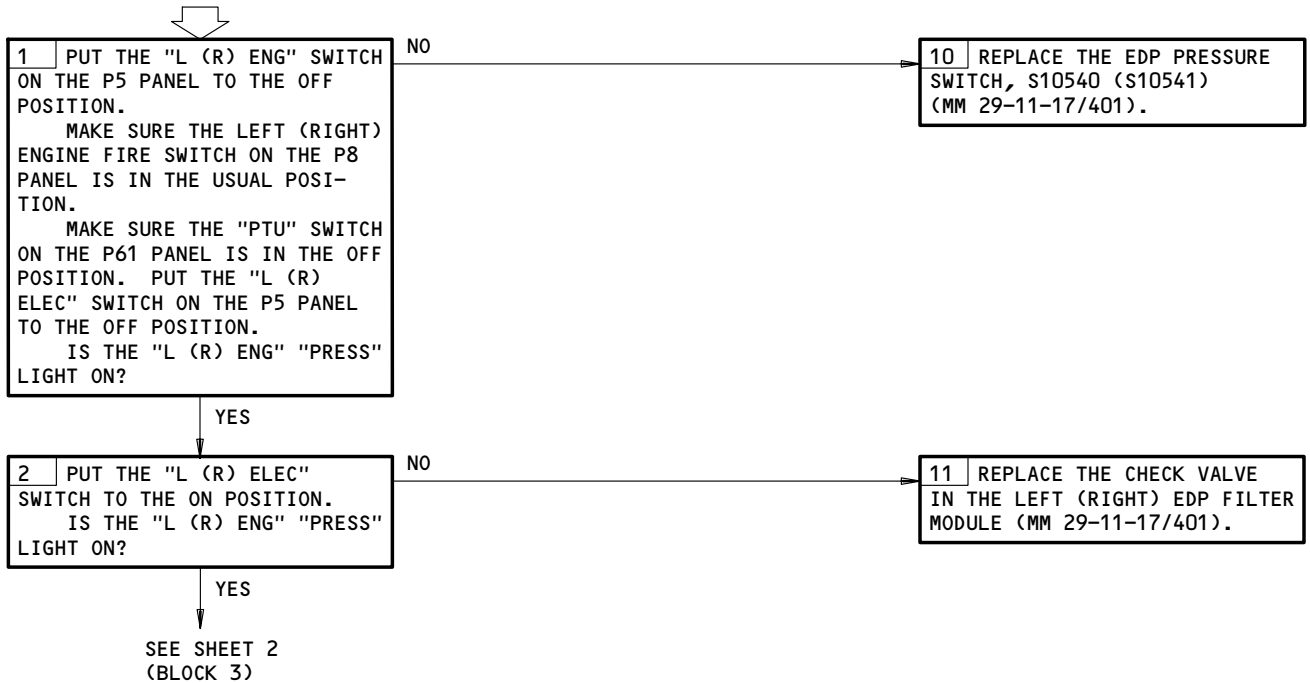 1 PUT THE "L (R) ENG" SWITCH
ON THE P5 PANEL TO THE OFF
POSITION.
MAKE SURE THE LEFT (RIGHT)
ENGINE FIRE SWITCH ON THE P8
PANEL IS IN THE USUAL POSI-
TION.
MAKE SURE THE "PTU" SWITCH
ON THE P61 PANEL IS IN THE OFF
POSITION. PUT THE "L (R)
ELEC" SWITCH ON THE P5 PANEL
TO THE OFF POSITION.
IS THE "L (R) ENG" "PRESS"
LIGHT ON?
NO
10 REPLACE THE EDP PRESSURE
SWITCH, S10540 (S10541)
(MM 29-11-17/401).
YES
2 PUT THE "L (R) ELEC"
SWITCH TO THE ON POSITION.
IS THE "L (R) ENG" "PRESS"
LIGHT ON?
NO
11 REPLACE THE CHECK VALVE
IN THE LEFT (RIGHT) EDP FILTER
MODULE (MM 29-11-17/401).
YES
SEE SHEET 2
(BLOCK 3)